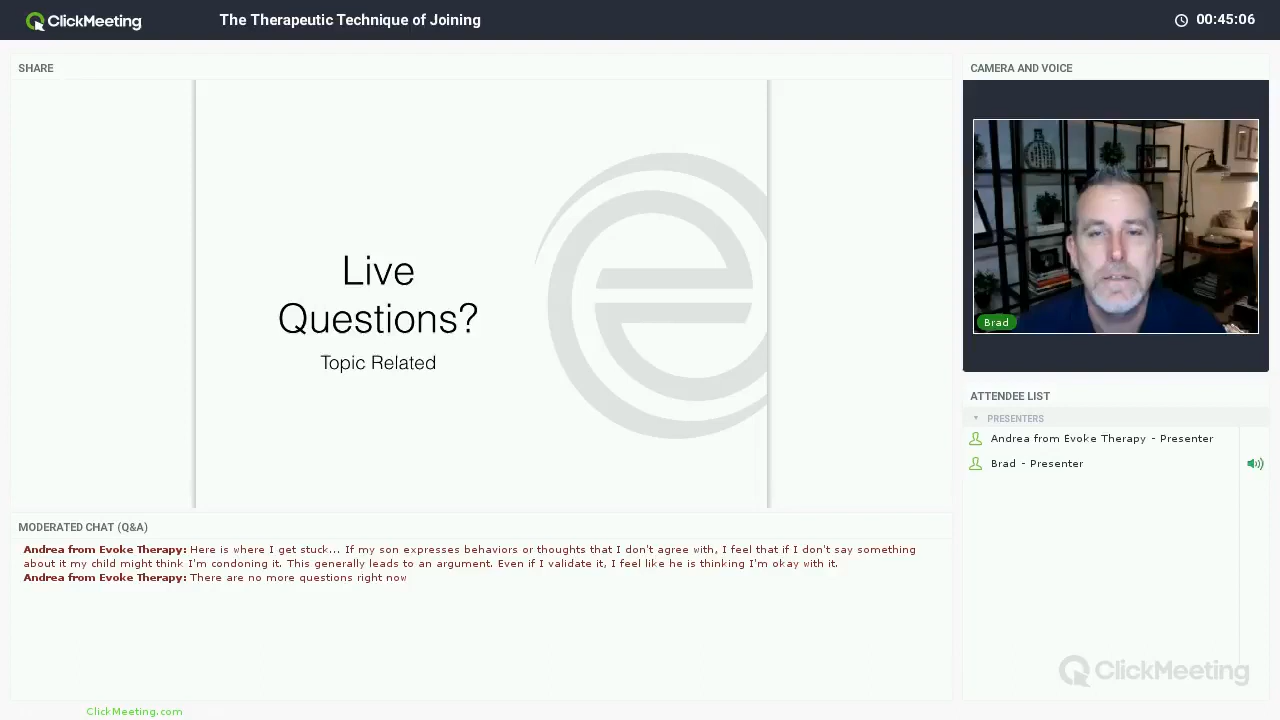 ClickMeeting
The Therapeutic Technique of Joining
00:45:06
SHARE
Live
Questions?
Topic Related
CAMERA AND VOICE
Brad
ATTENDEE LIST
PRESENTERS
Andrea from Evoke Therapy - Presenter
Brad - Presenter
MODERATED CHAT (Q&A)
Andrea from Evoke Therapy: Here is where I get stuck... If my son expresses behaviors or thoughts that I don't agree with, I feel that if I don't say something
about it my child might think I'm condoning it. This generally leads to an argument. Even if I validate it, I feel like he is thinking I'm okay with it.
Andrea from Evoke Therapy: There are no more questions right now
ClickMeeting
ClickMeeting.com